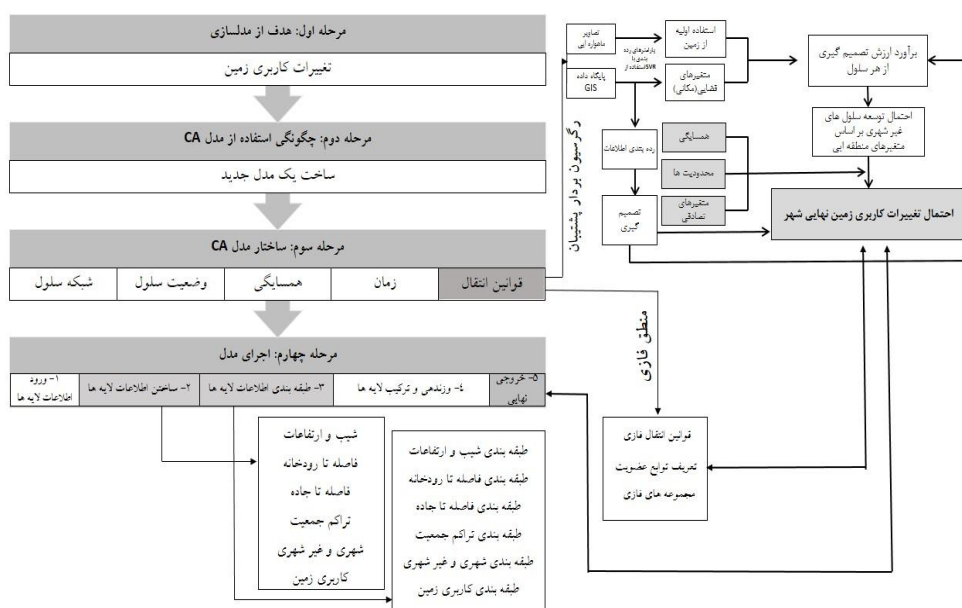 مرحله اول: هدف از مدلسازی
تغییرات کاربری زمین
مرحله دوم: چگونگی استفاده از مدل CA
ساخت یک مدل جدید
مرحله سوم: ساختار مدل CA
شبکه سلول
وضعیت سلول
همسایگی
زمان
قوانین انتقال
مرحله چهارم: اجرای مدل
۱- ورود
اطلاعات لایه ها
۲- ساختن اطلاعات لایه ها
۳- طبقه بندی اطلاعات لایه ها
۴- وزندهی و ترکیب لایه ها
۵- خروجی
نهایی
شیب و ارتفاعات
فاصله تا رودخانه
فاصله تا جاده
تراکم جمعیت
شهری و غیر شهری
کاربری زمین
طبقه بندی شیب و ارتفاعات
طبقه بندی فاصله تا رودخانه
طبقه بندی فاصله تا جاده
طبقه بندی تراکم جمعیت
طبقه بندی شهری و غیر شهری
طبقه بندی کاربری زمین
رگرسیون بردار پشتیبان
تصاویر
ماهواره ایی
پایگاه داده
GIS
پارامترهای رده
بندی با
استفاده از SVR
استفاده اولیه
از زمین
متغیرهای
فضایی(مکانی)
رده بندی اطلاعات
تصمیم
گیری
همسایگی
محدودیت ها
متغیرهای
تصادفی
برآورد ارزش تصمیم گیری
از هر سلول
احتمال توسعه سلول های
غیر شهری بر اساس
متغیرهای منطقه ایی
احتمال تغییرات کاربری زمین نهایی شهر
منطق فازی
قوانین انتقال فازی
تعریف توابع عضویت
مجموعه های فازی